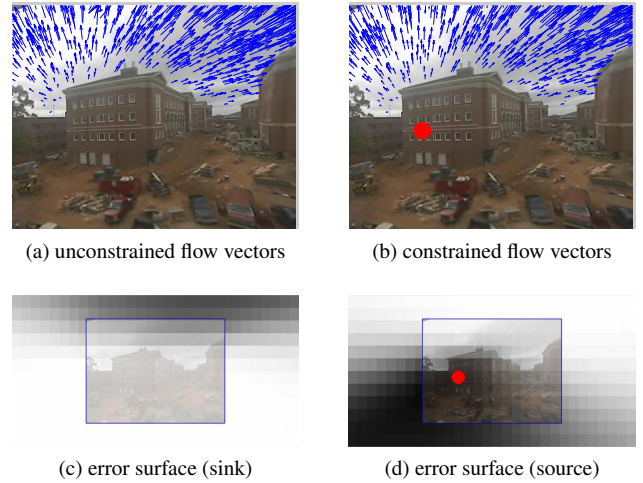 (a) unconstrained flow vectors
(b) constrained flow vectors
(c) error surface (sink)
(d) error surface (source)